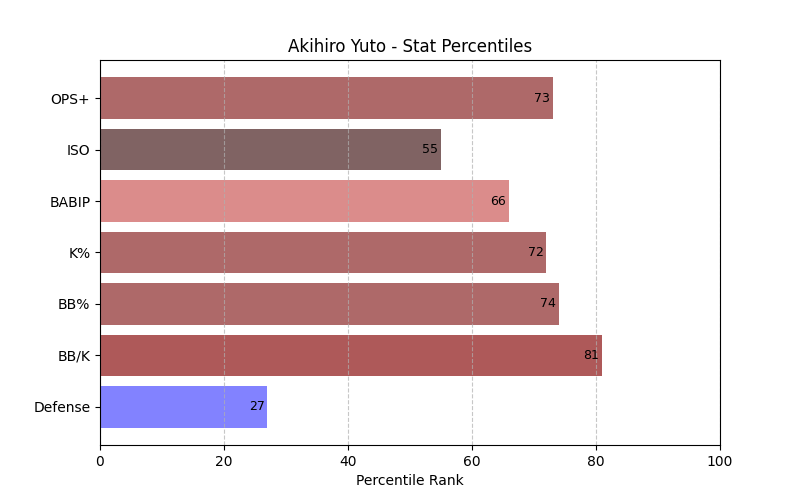 Akihiro Yuto - Stat Percentiles
OPS+ 73
ISO 55
BABIP 66
K% 72
BB% 74
BB/K 81
Defense 27
0 20 40 60 80 100
Percentile Rank